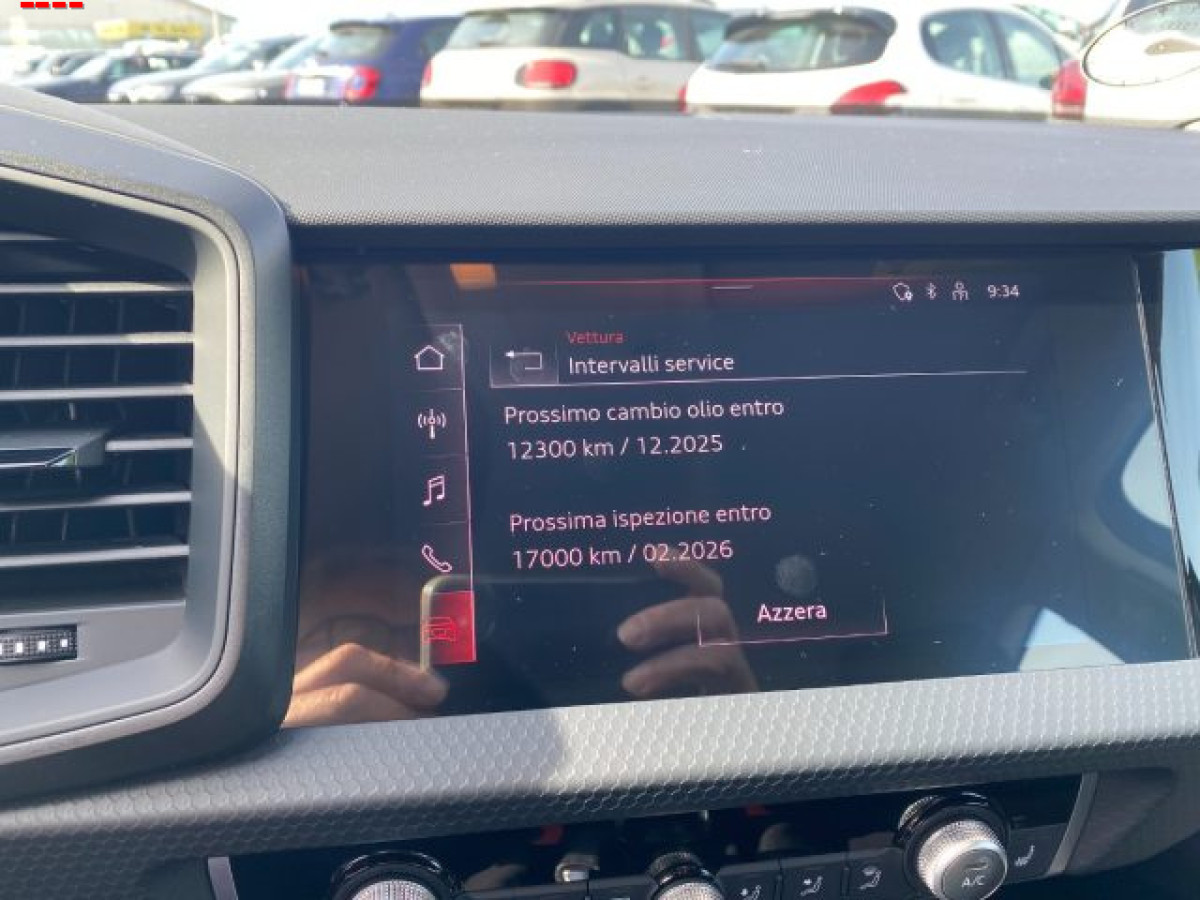 9:34
Vettura
Intervalli service
Prossimo cambio olio entro
12300 km / 12.2025
Prossima ispezione entro
17000 km / 02.2026
Azzera
A/C